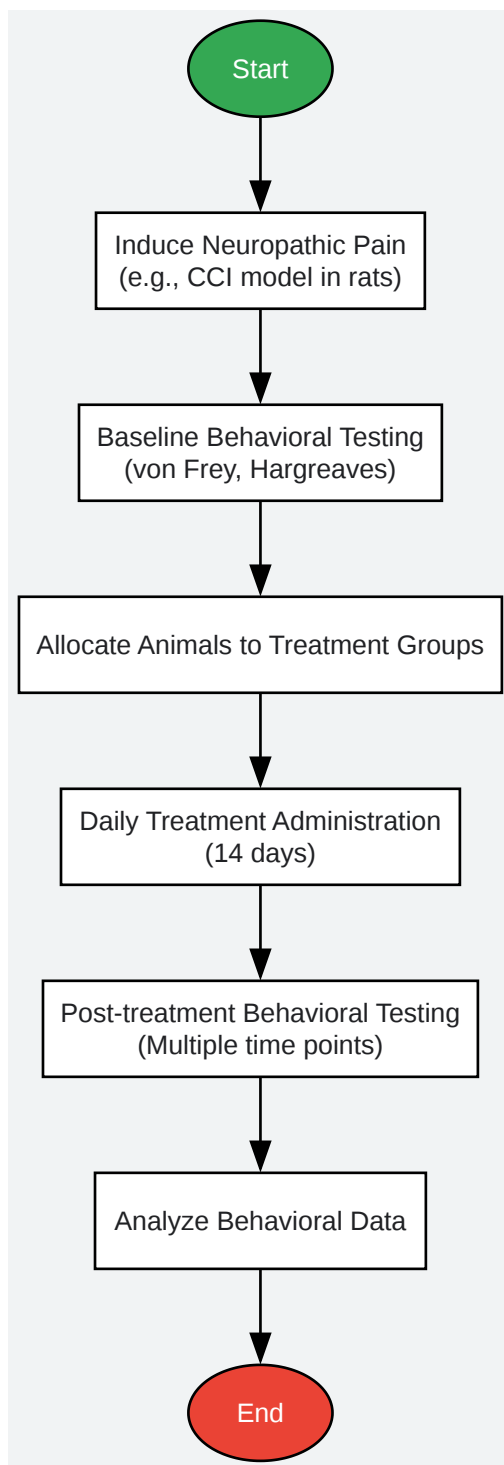 Start
Induce Neuropathic Pain
(e.g., CCI model in rats)
Baseline Behavioral Testing
(von Frey, Hargreaves)
Allocate Animals to Treatment Groups
Daily Treatment Administration
(14 days)
Post-treatment Behavioral Testing
(Multiple time points)
Analyze Behavioral Data
End